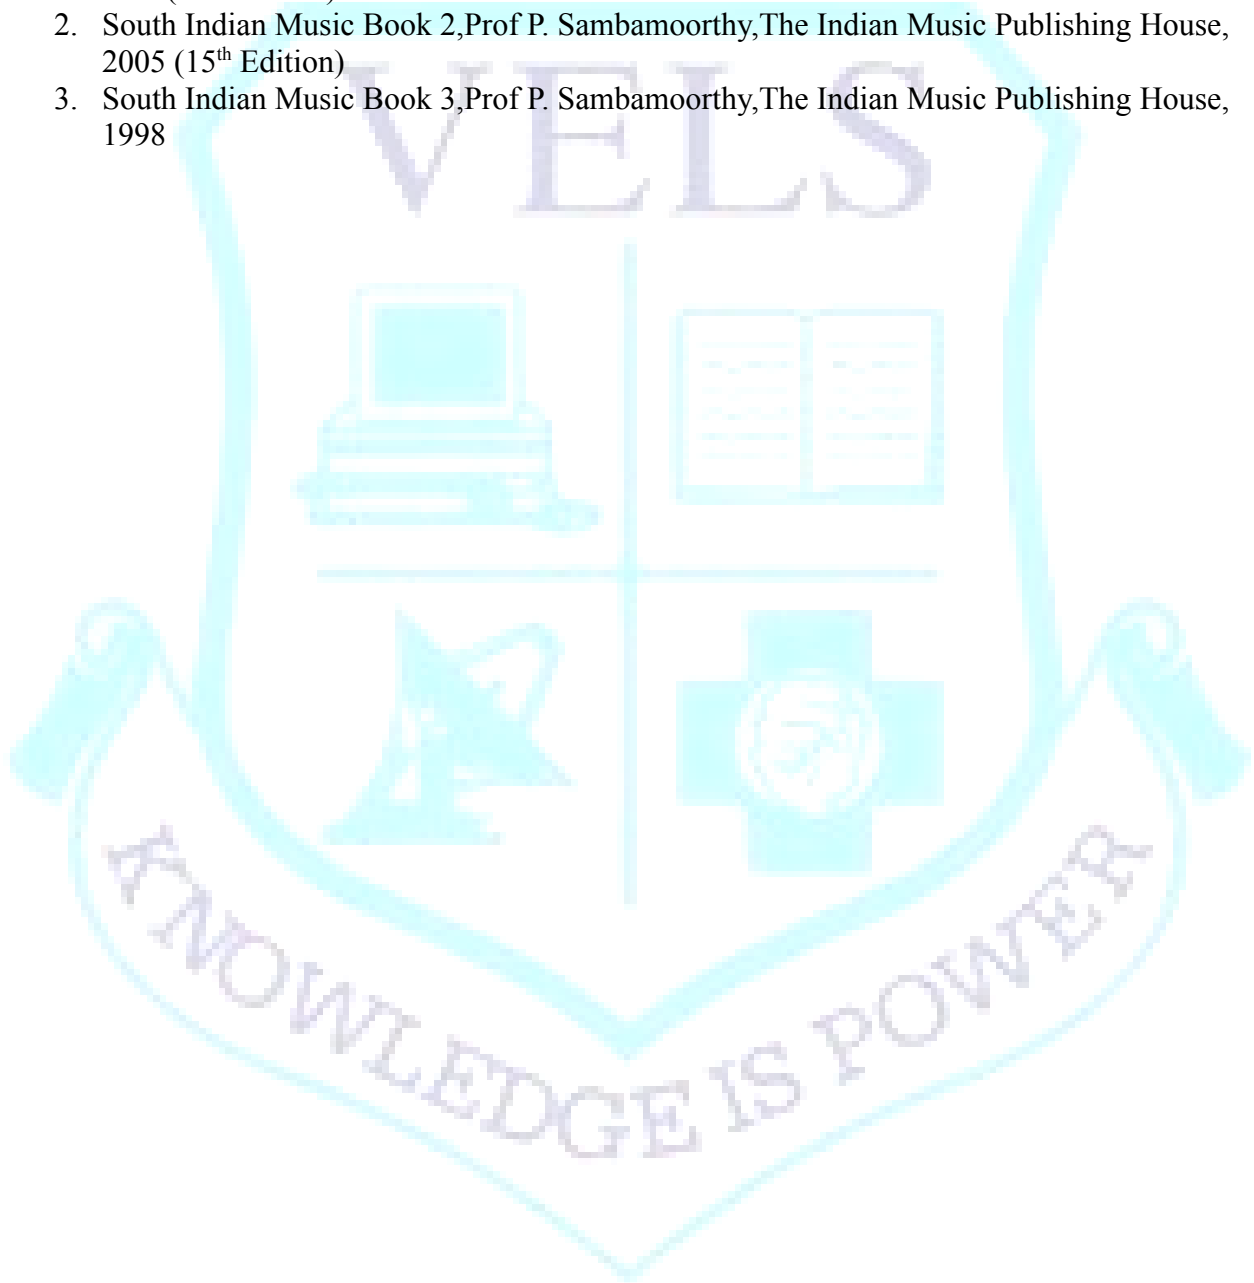 2. South Indian Music Book 2,Prof P. Sambamoorthy,The Indian Music Publishing House,
2005 (15th Edition)
3. South Indian Music Book 3,Prof P. Sambamoorthy,The Indian Music Publishing House,
1998
VELS
KNOWLEDGE IS POWER